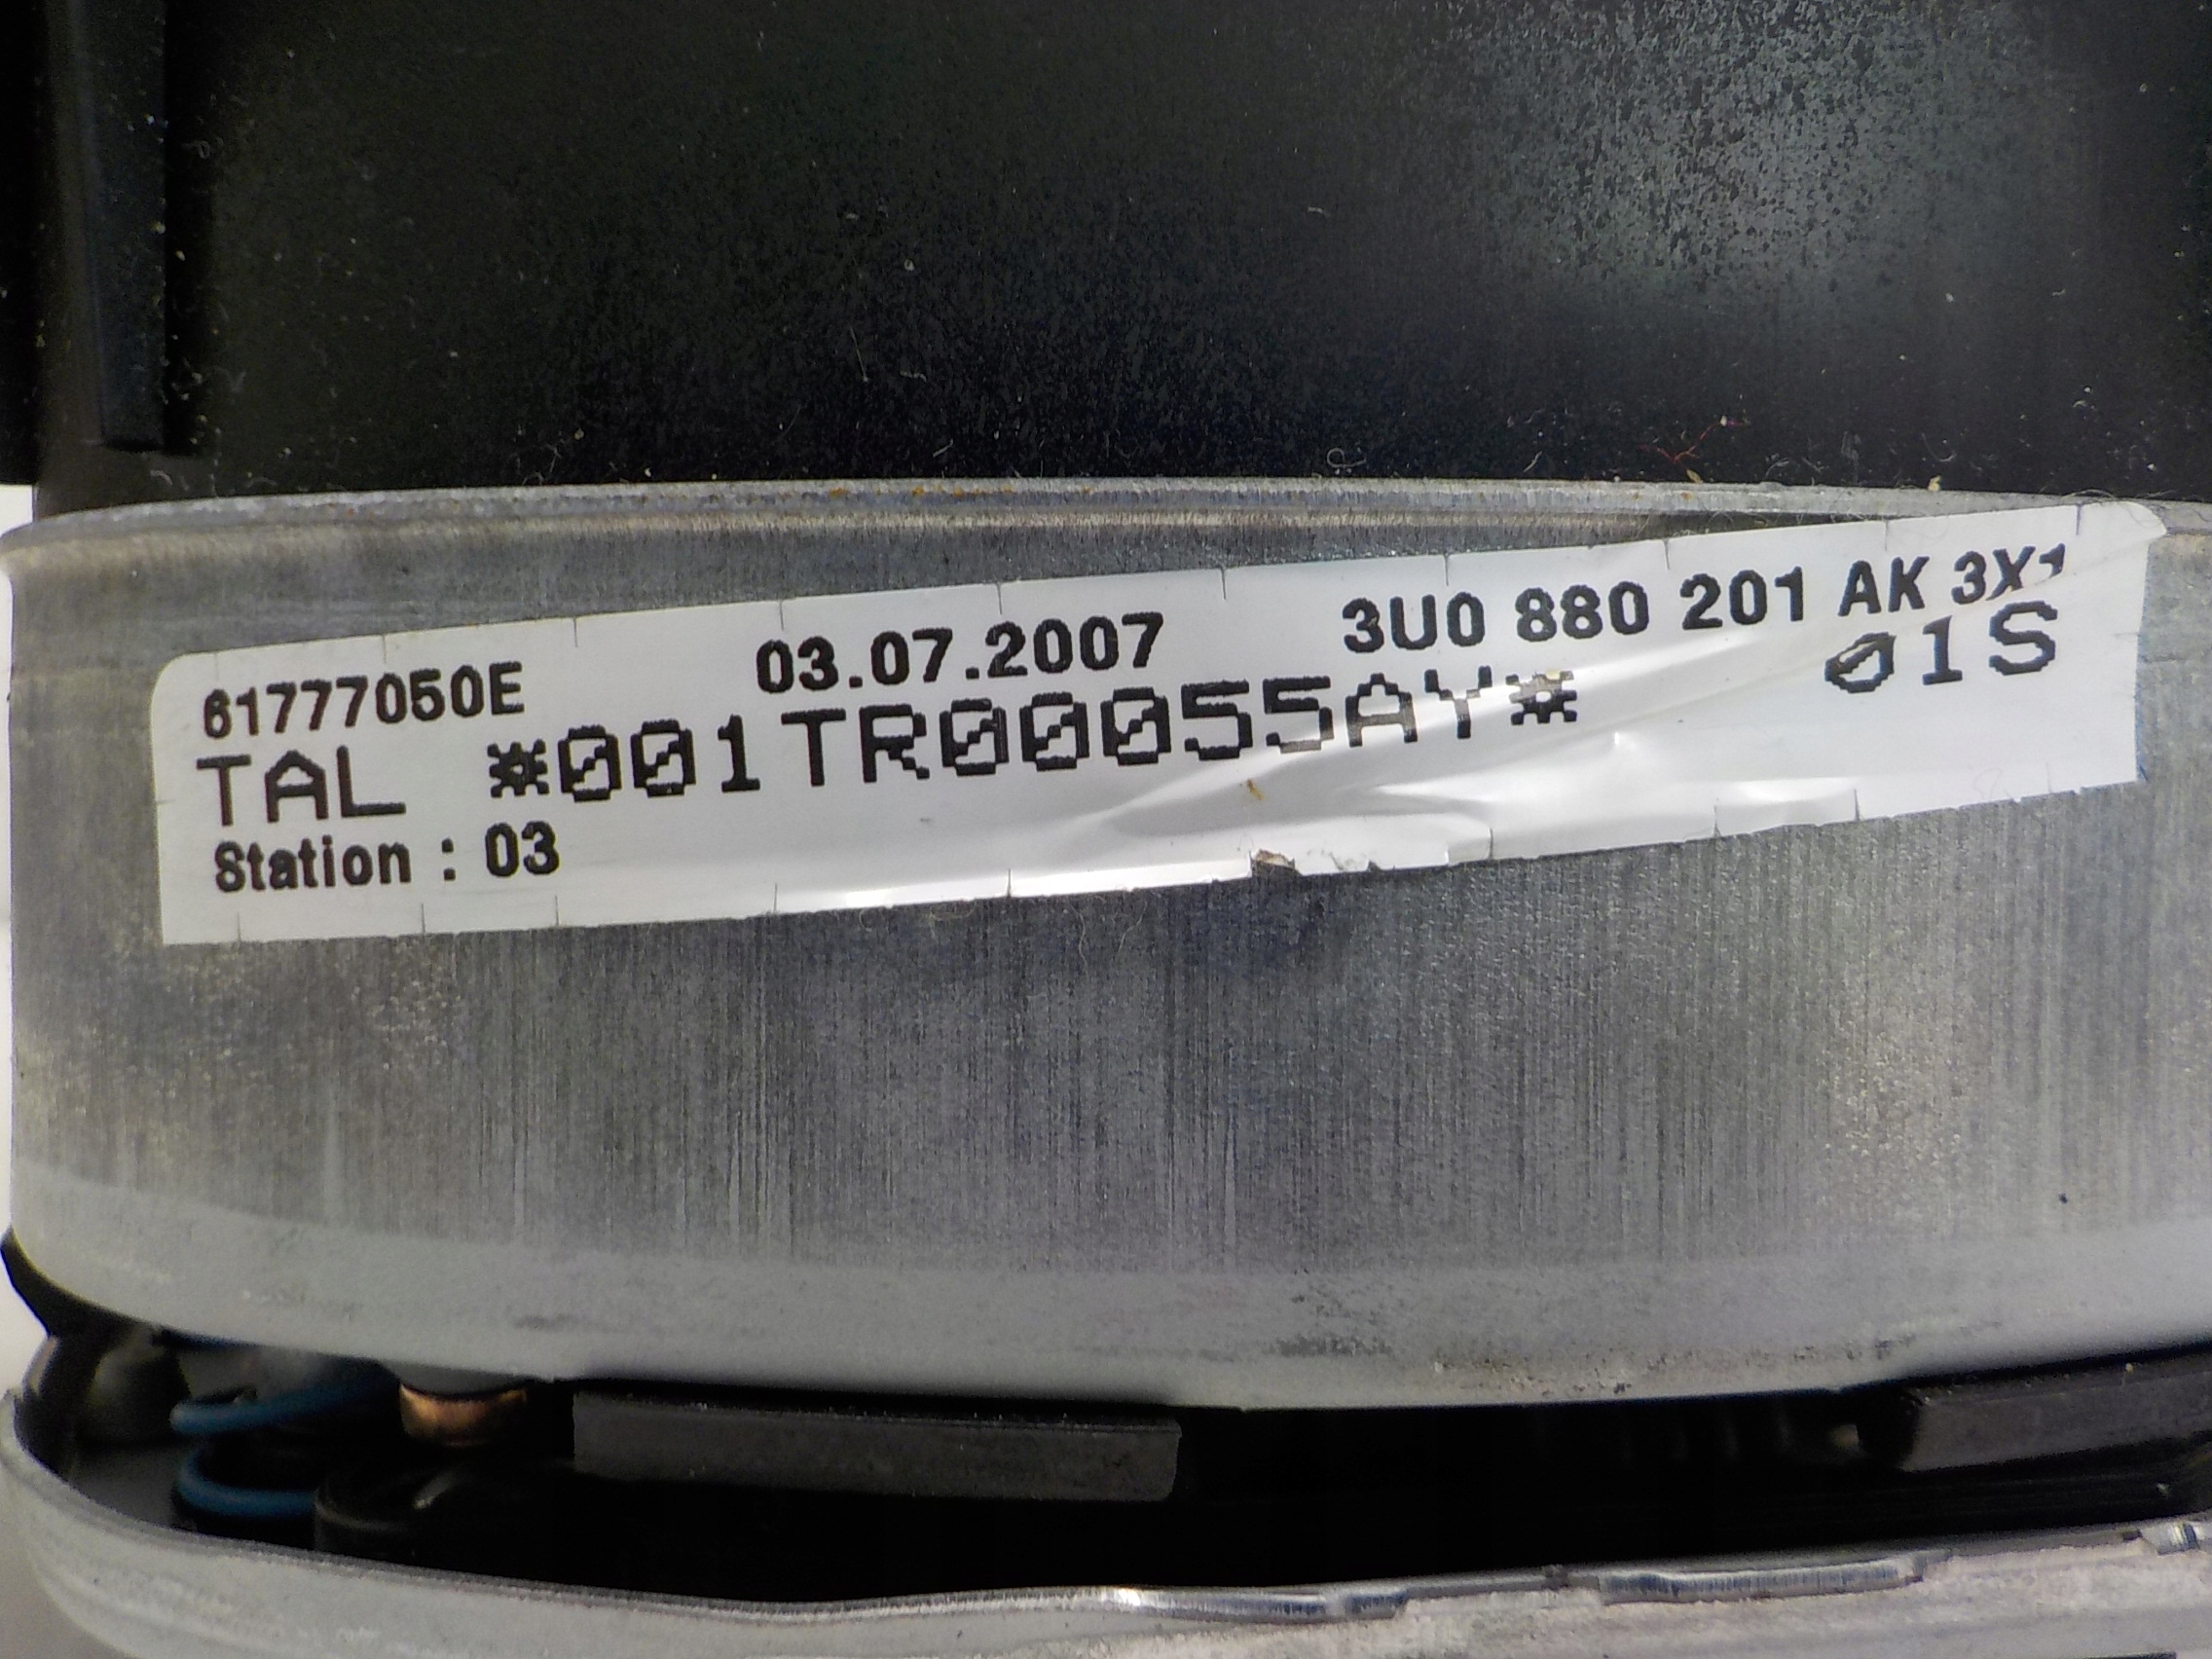 61777050E 03.07.2007 3U0 880 201 AK 3X1
TAL *001TR00055AY* 01S
Station : 03